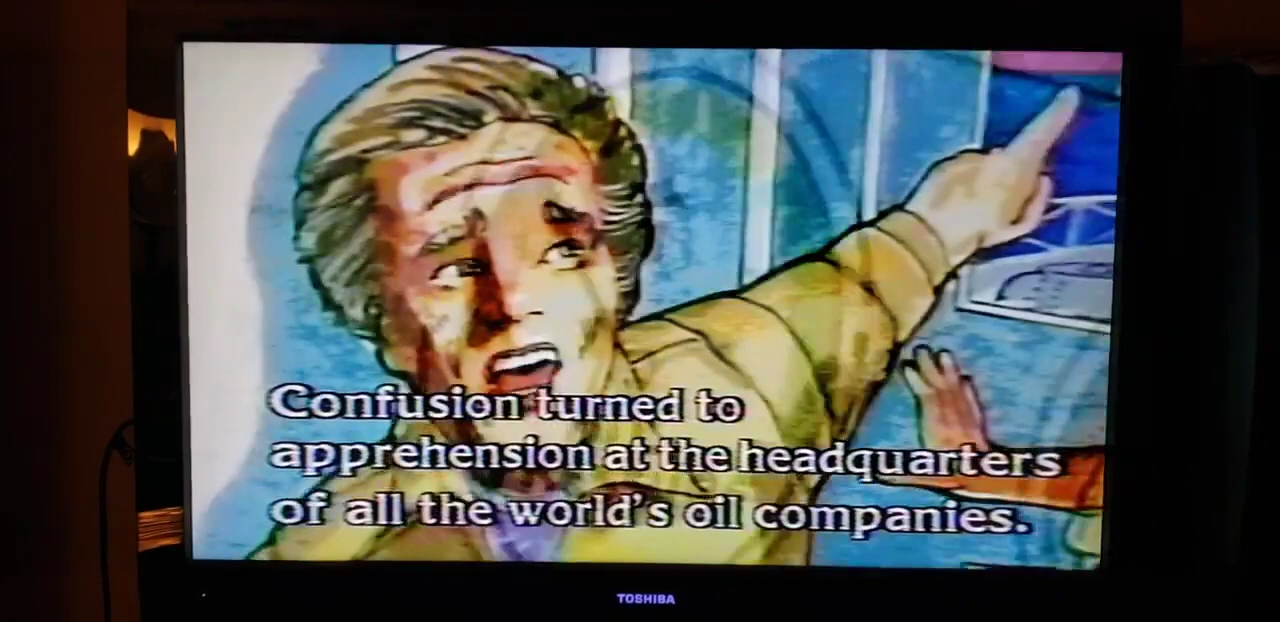 Confusion turned to
apprehension at the headquarters
of all the world's oil companies.
TOSHIBA